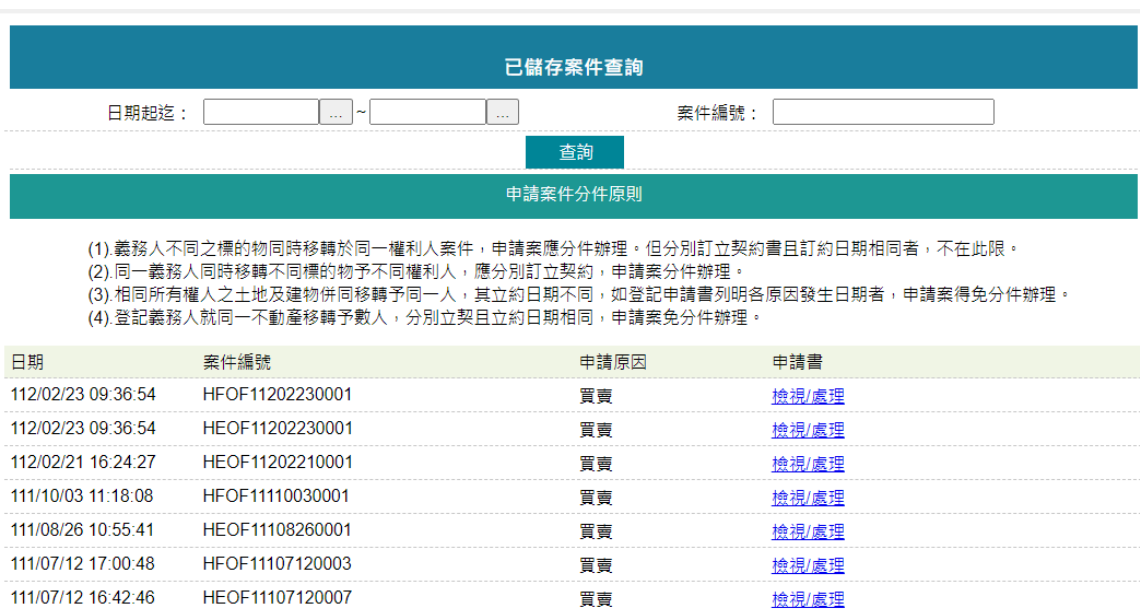 已儲存案件查詢
日期起迄： ... ~ ... 案件編號：
查詢
申請案件分件原則
(1).義務人不同之標的物同時移轉於同一權利人案件，申請案應分件辦理。但分別訂立契約書且訂約日期相同者，不在此限。
(2).同一義務人同時移轉不同標的物予不同權利人，應分別訂立契約，申請案分件辦理。
(3).相同所有權人之土地及建物併同移轉予同一人，其立約日期不同，如登記申請書列明各原因發生日期者，申請案得免分件辦理。
(4).登記義務人就同一不動產移轉予數人，分別立契且立約日期相同，申請案免分件辦理。
日期 案件編號 申請原因 申請書
112/02/23 09:36:54 HFOF11202230001 買賣 檢視/處理
112/02/23 09:36:54 HEOF11202230001 買賣 檢視/處理
112/02/21 16:24:27 HEOF11202210001 買賣 檢視/處理
111/10/03 11:18:08 HFOF11110030001 買賣 檢視/處理
111/08/26 10:55:41 HEOF11108260001 買賣 檢視/處理
111/07/12 17:00:48 HFOF11107120003 買賣 檢視/處理
111/07/12 16:42:46 HEOF11107120007 買賣 檢視/處理